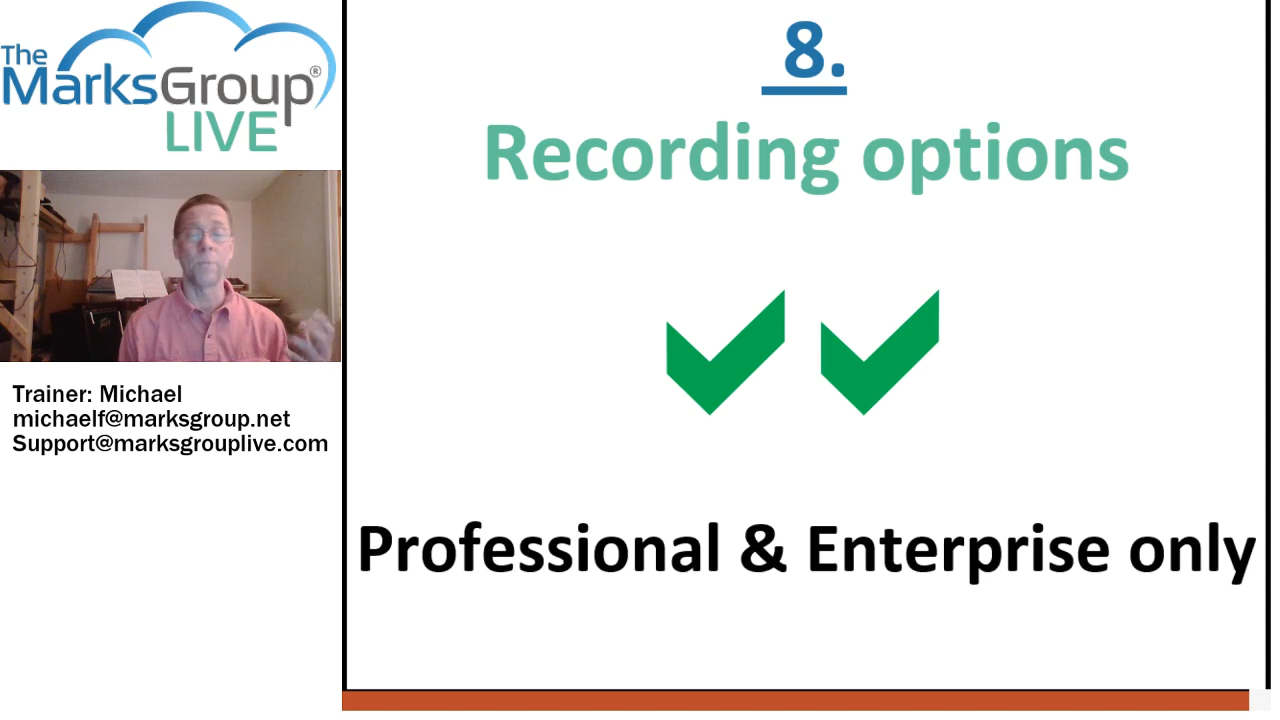 The
MarksGroup®
LIVE
Trainer: Michael
michaelf@marksgroup.net
Support@marksgrouplive.com
8.
Recording options
Professional & Enterprise only